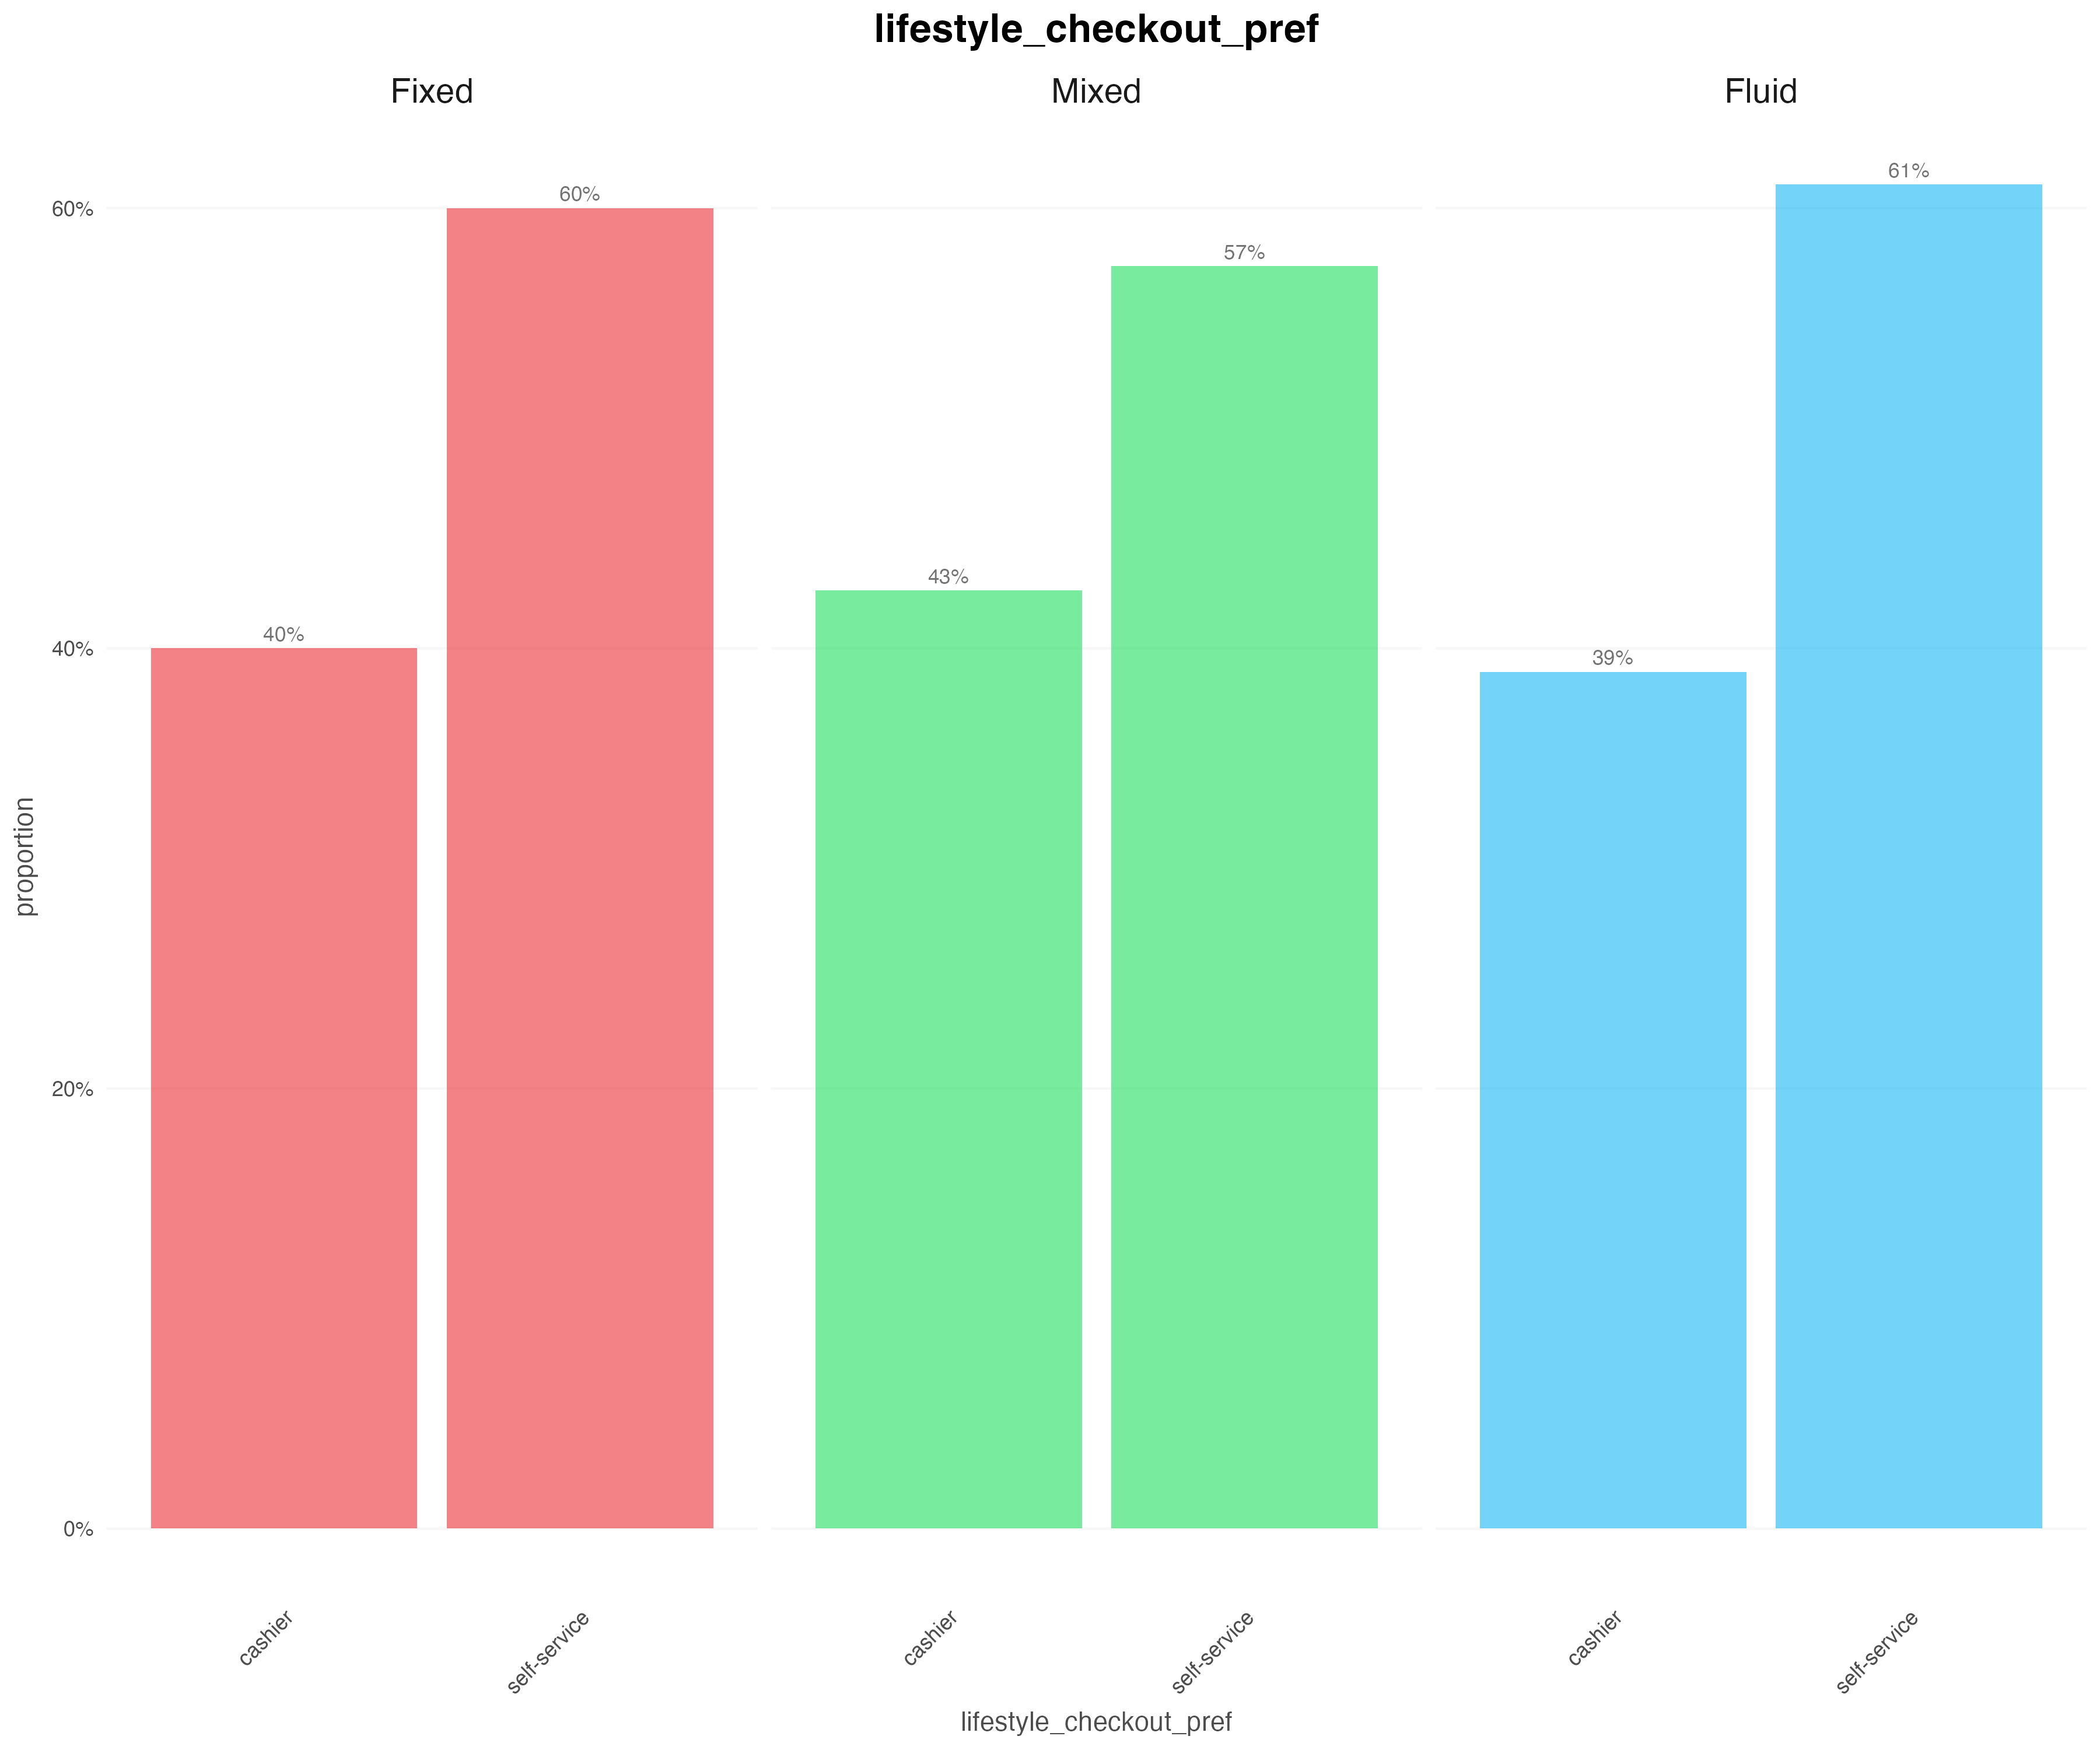 lifestyle_checkout_pref
Fixed
Mixed
Fluid
60%
40%
20%
0%
proportion
40%
60%
43%
57%
39%
61%
cashier
self-service
cashier
self-service
cashier
self-service
lifestyle_checkout_pref